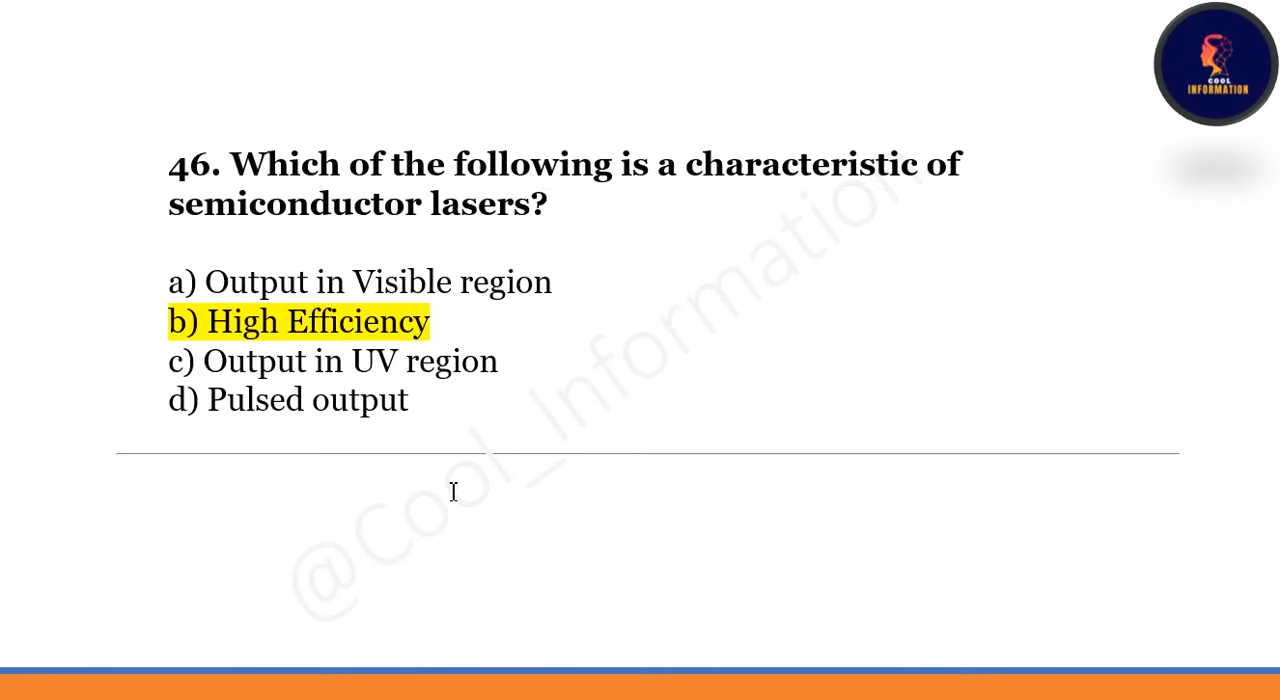 COOL
INFORMATION
46. Which of the following is a characteristic of
semiconductor lasers?
a) Output in Visible region
b) High Efficiency
c) Output in UV region
d) Pulsed output
@Cool_Information